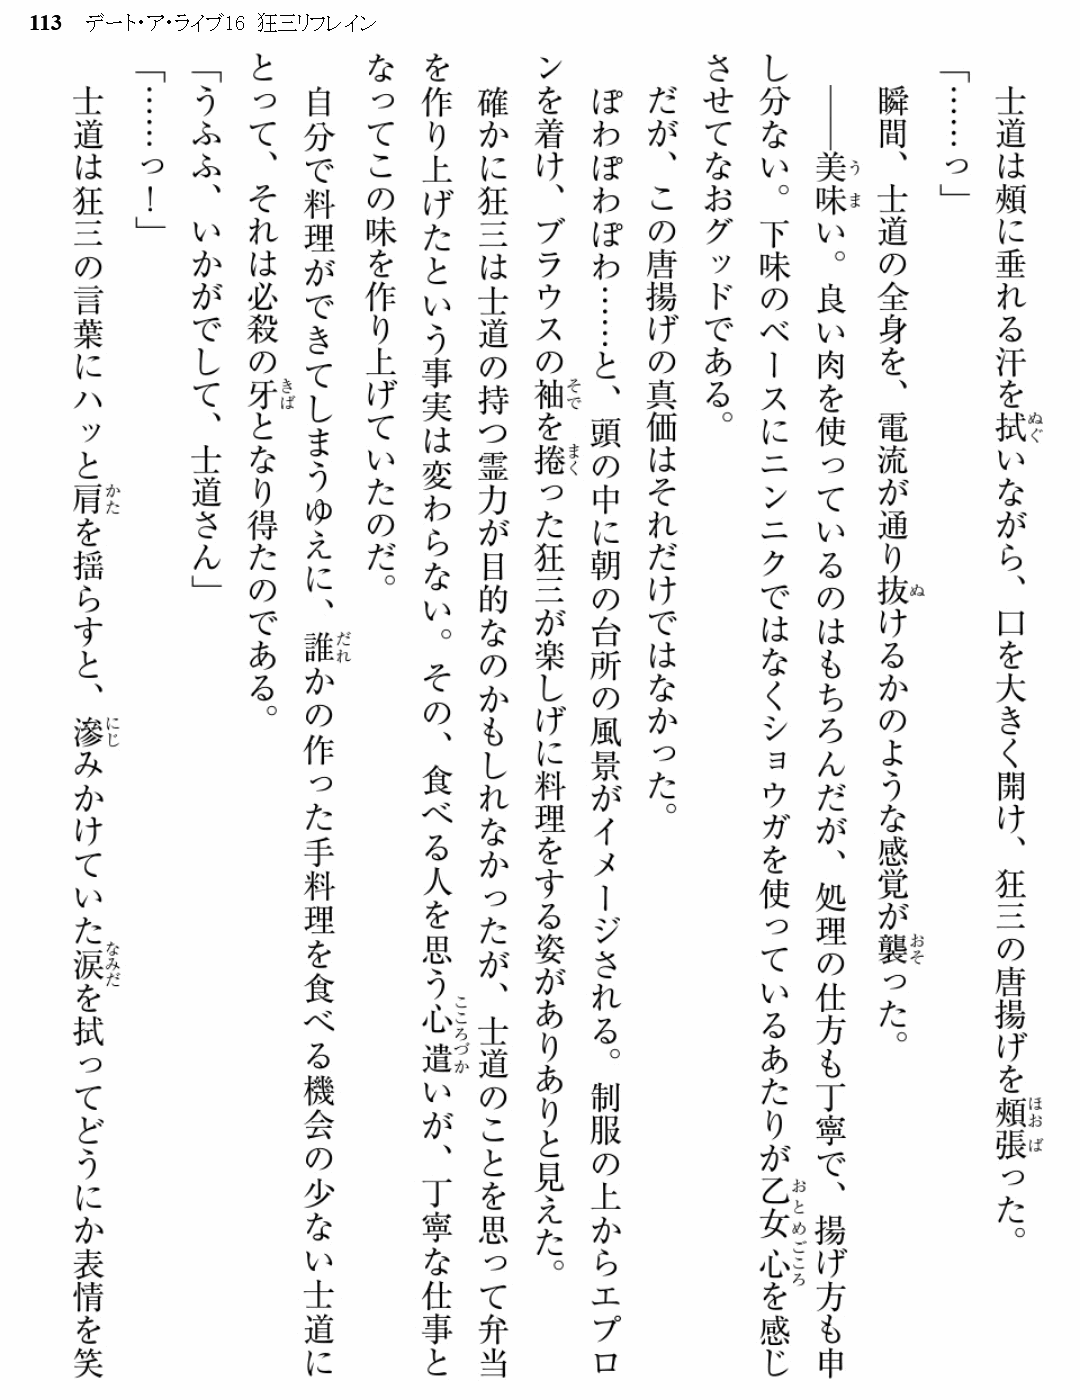 113 デート・ア・ライブ16 狂三リフレイン
　士道は頰に垂れる汗を拭いながら、口を大きく開け、狂三の唐揚げを頰張った。
「……っ」
　瞬間、士道の全身を、電流が通り抜けるかのような感覚が襲った。
　――美味い。良い肉を使っているのはもちろんだが、処理の仕方も丁寧で、揚げ方も申
し分ない。下味のベースにニンニクではなくショウガを使っているあたりが乙女心を感じ
させてなおグッドである。
　だが、この唐揚げの真価はそれだけではなかった。
　ぽわぽわぽわ……と、頭の中に朝の台所の風景がイメージされる。制服の上からエプロ
ンを着け、ブラウスの袖を捲った狂三が楽しげに料理をする姿がありありと見えた。
　確かに狂三は士道の持つ霊力が目的なのかもしれなかったが、士道のことを思って弁当
を作り上げたという事実は変わらない。その、食べる人を思う心遣いが、丁寧な仕事と
なってこの味を作り上げていたのだ。
　自分で料理ができてしまうゆえに、誰かの作った手料理を食べる機会の少ない士道に
とって、それは必殺の牙となり得たのである。
「うふふ、いかがでして、士道さん」
「……っ！」
　士道は狂三の言葉にハッと肩を揺らすと、滲みかけていた涙を拭ってどうにか表情を笑